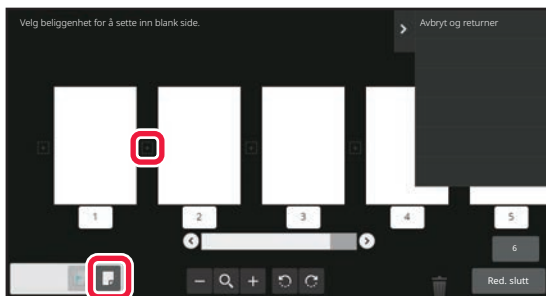 Velg beliggenhet for å sette inn blank side.
Avbryt og returner
1
2
3
4
5
6
Red. slutt